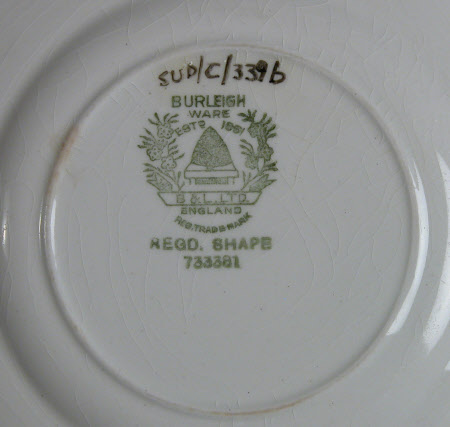 SUD/C/339b
BURLEIGH
WARE
ESTD 1851
B & L. LTD.
ENGLAND
REG. TRADE MARK
REGD. SHAPE
733381